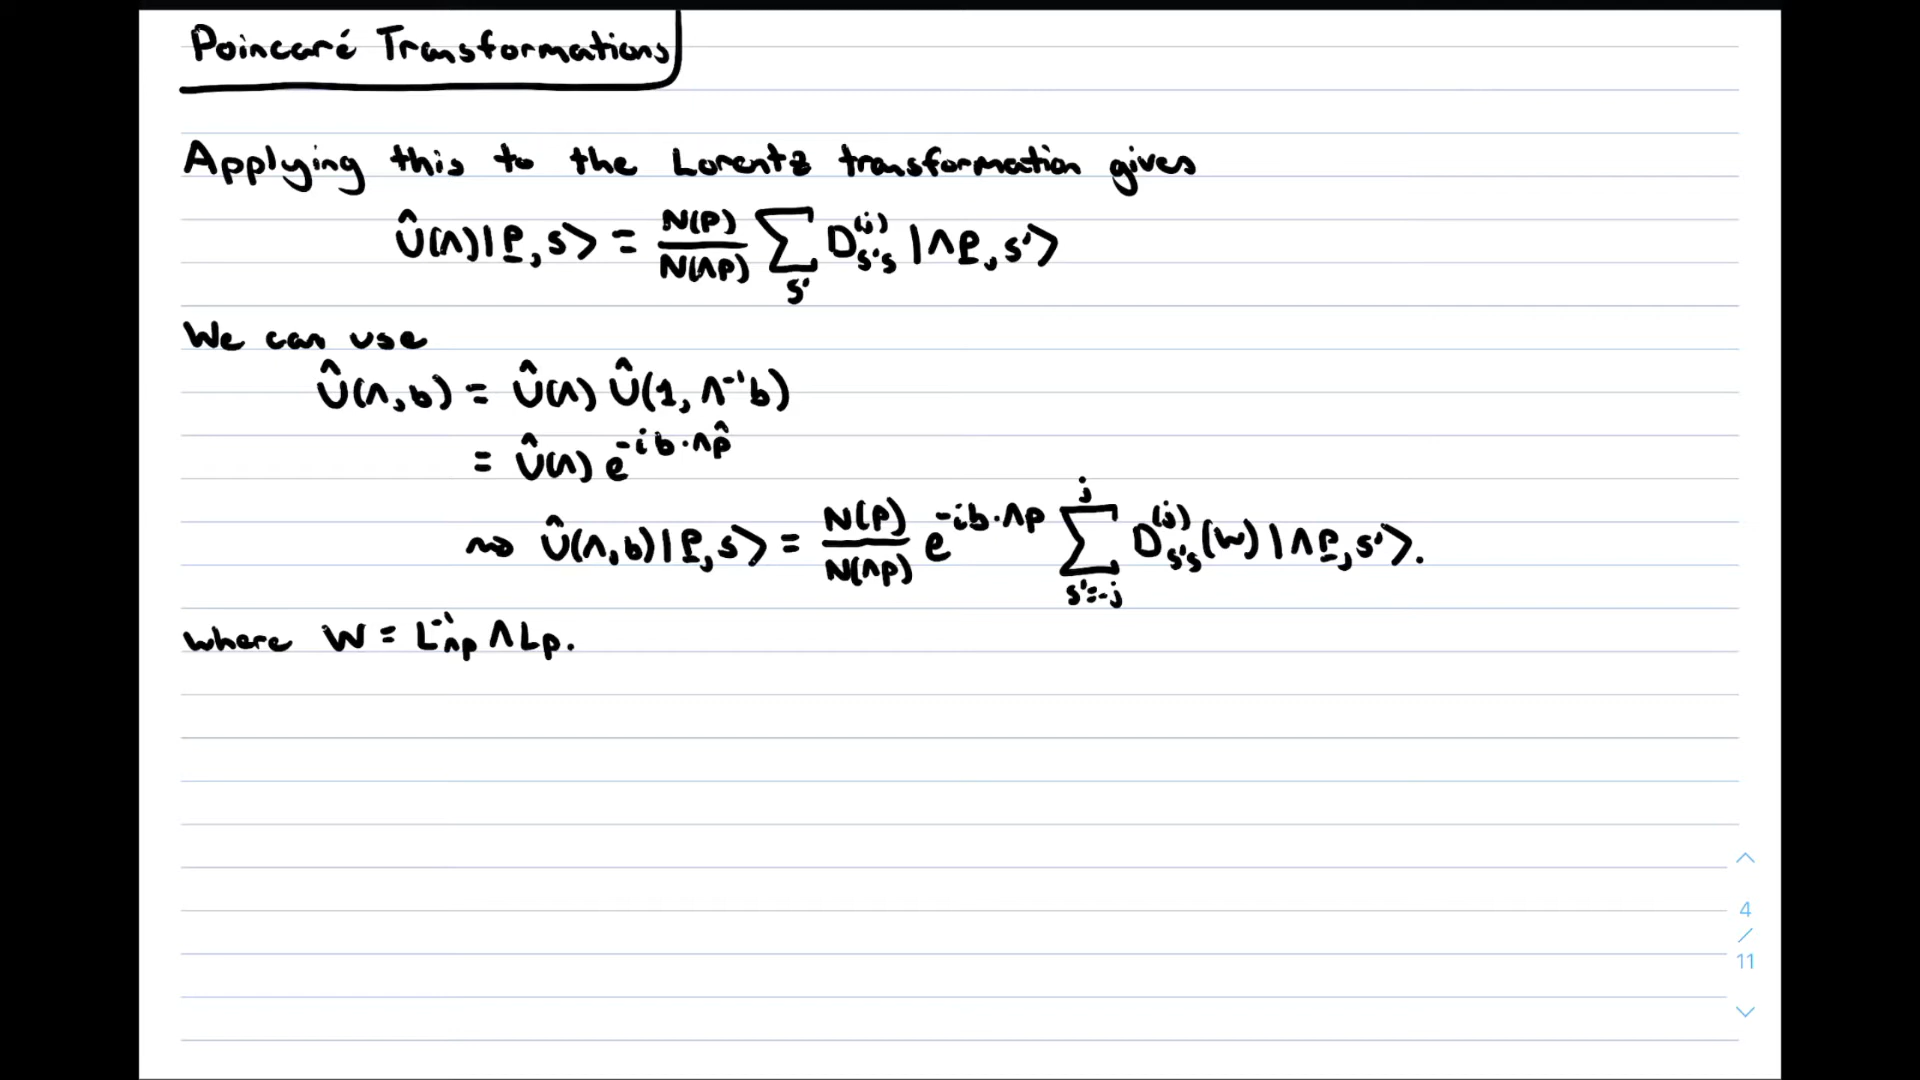 Poincaré Transformations
Applying this to the Lorentz transformation gives
Û(Λ)|p̲,s⟩ = N(p)/N(Λp) ∑_{s'} D^{(j)}_{s's} |Λp̲,s'⟩
We can use
Û(Λ,b) = Û(Λ) Û(1, Λ⁻¹b)
= Û(Λ) e^{-ib·Λp̂}
⇝ Û(Λ,b)|p̲,s⟩ = N(p)/N(Λp) e^{-ib·Λp} ∑_{s'=-j}^{j} D^{(j)}_{s's}(W) |Λp̲,s'⟩.
where W = L⁻¹_{Λp} Λ L_p.
4
/
11